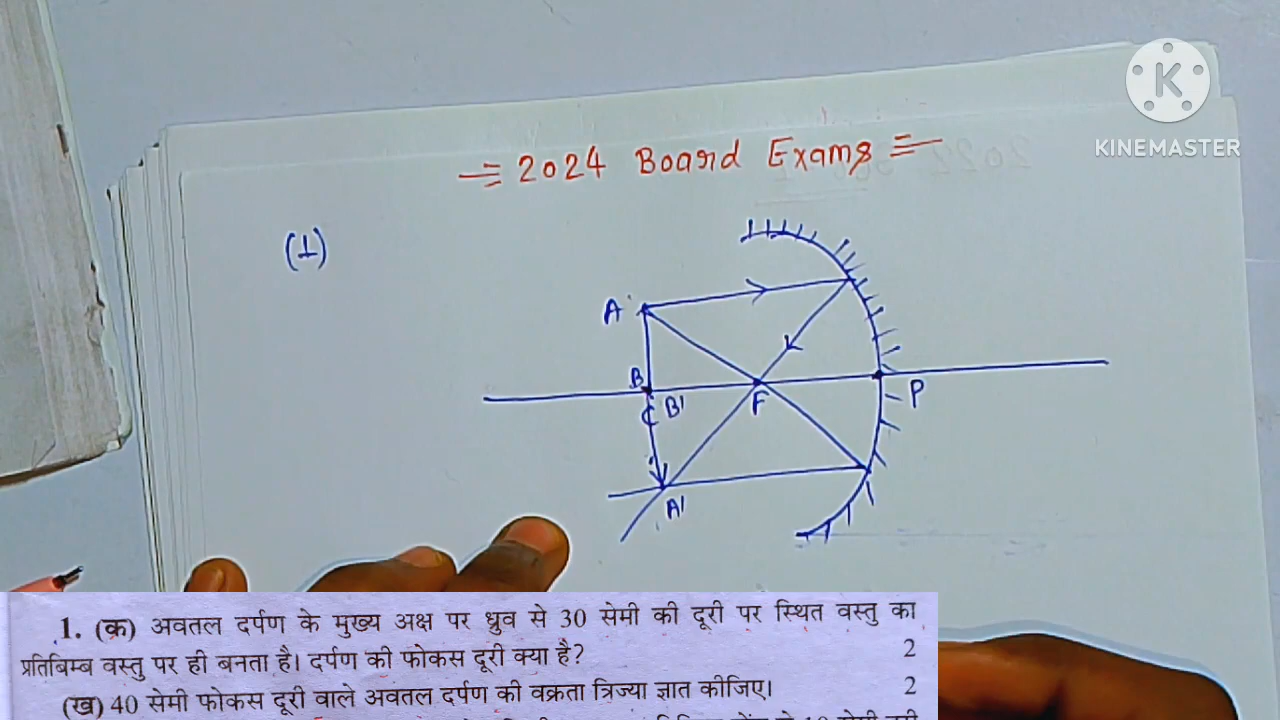 KINEMASTER
= 2024 Board Exams =
(1)
A
B
C B' F P
A'
1. (क) अवतल दर्पण के मुख्य अक्ष पर ध्रुव से 30 सेमी की दूरी पर स्थित वस्तु का
प्रतिबिम्ब वस्तु पर ही बनता है। दर्पण की फोकस दूरी क्या है? 2
(ख) 40 सेमी फोकस दूरी वाले अवतल दर्पण की वक्रता त्रिज्या ज्ञात कीजिए। 2